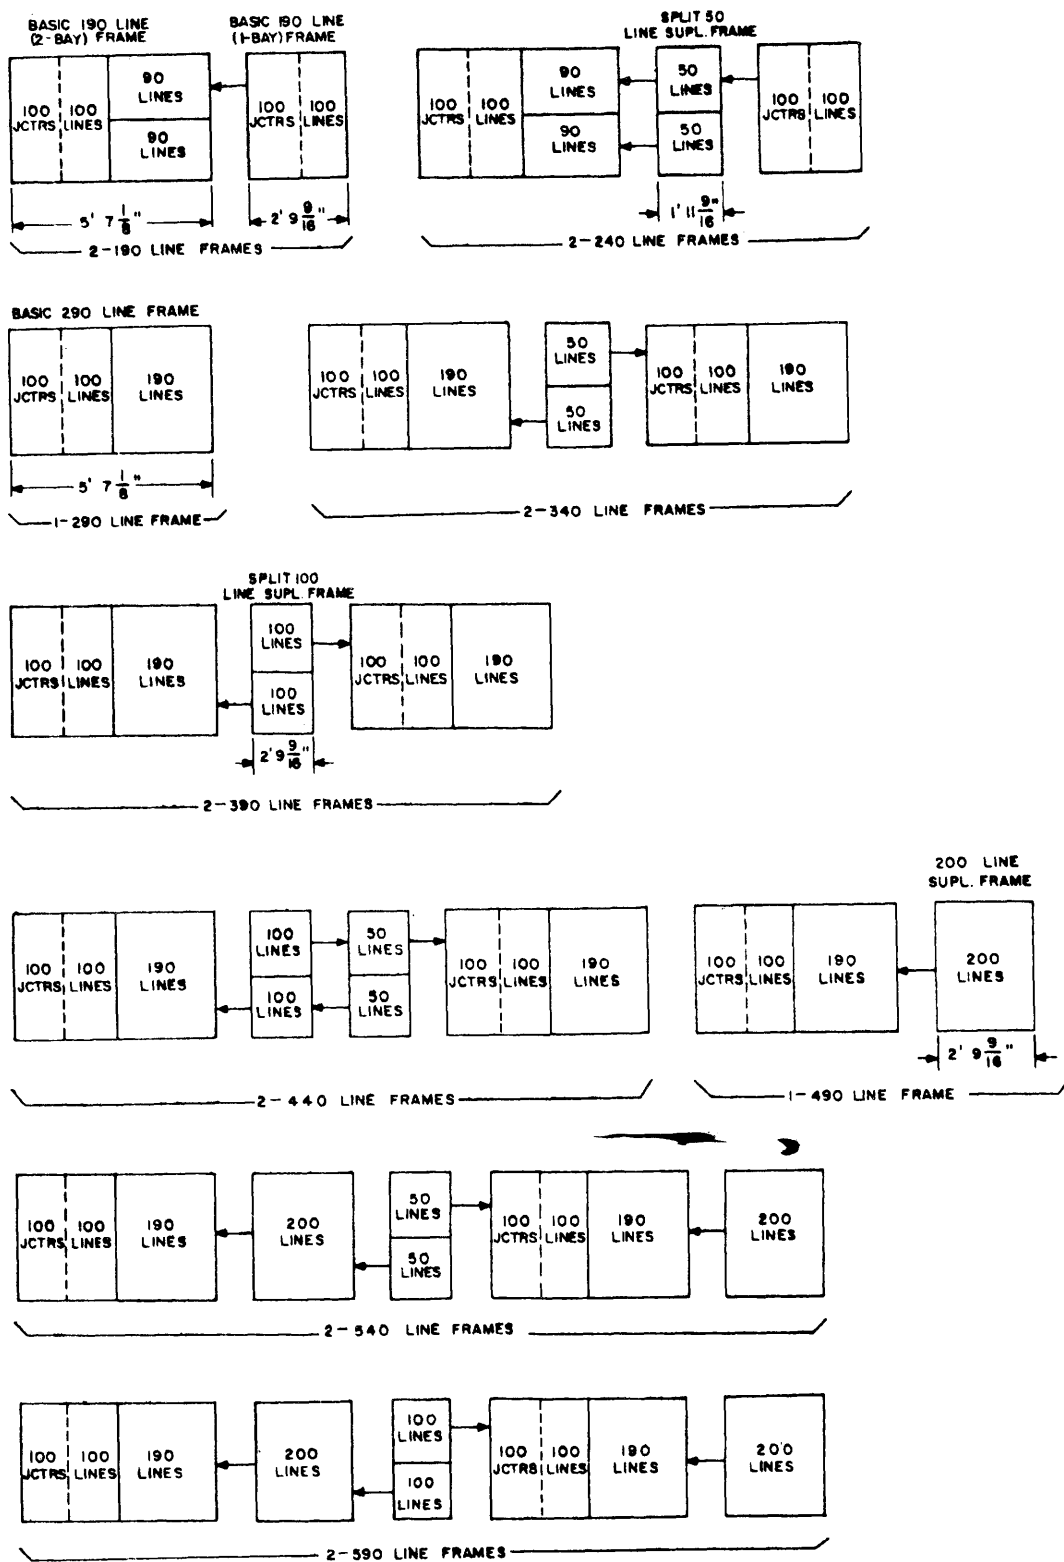 BASIC 190 LINE
(2-BAY) FRAME
BASIC 190 LINE
(1-BAY) FRAME
100
JCTRS
100
LINES
90
LINES
90
LINES
100
JCTRS
100
LINES
5' 7 1/8"
2' 9 9/16"
2-190 LINE FRAMES
SPLIT 50
LINE SUPL. FRAME
100
JCTRS
100
LINES
90
LINES
90
LINES
50
LINES
50
LINES
100
JCTRS
100
LINES
1' 11 9/16"
2-240 LINE FRAMES
BASIC 290 LINE FRAME
100
JCTRS
100
LINES
190
LINES
5' 7 1/8"
1-290 LINE FRAME
100
JCTRS
100
LINES
190
LINES
50
LINES
50
LINES
100
JCTRS
100
LINES
190
LINES
2-340 LINE FRAMES
SPLIT 100
LINE SUPL. FRAME
100
JCTRS
100
LINES
190
LINES
100
LINES
100
LINES
100
JCTRS
100
LINES
190
LINES
2' 9 9/16"
2-390 LINE FRAMES
100
JCTRS
100
LINES
190
LINES
100
LINES
100
LINES
50
LINES
50
LINES
100
JCTRS
100
LINES
190
LINES
2-440 LINE FRAMES
200 LINE
SUPL. FRAME
100
JCTRS
100
LINES
190
LINES
200
LINES
2' 9 9/16"
1-490 LINE FRAME
100
JCTRS
100
LINES
190
LINES
200
LINES
50
LINES
50
LINES
100
JCTRS
100
LINES
190
LINES
200
LINES
2-540 LINE FRAMES
100
JCTRS
100
LINES
190
LINES
200
LINES
100
LINES
100
LINES
100
JCTRS
100
LINES
190
LINES
200
LINES
2-590 LINE FRAMES